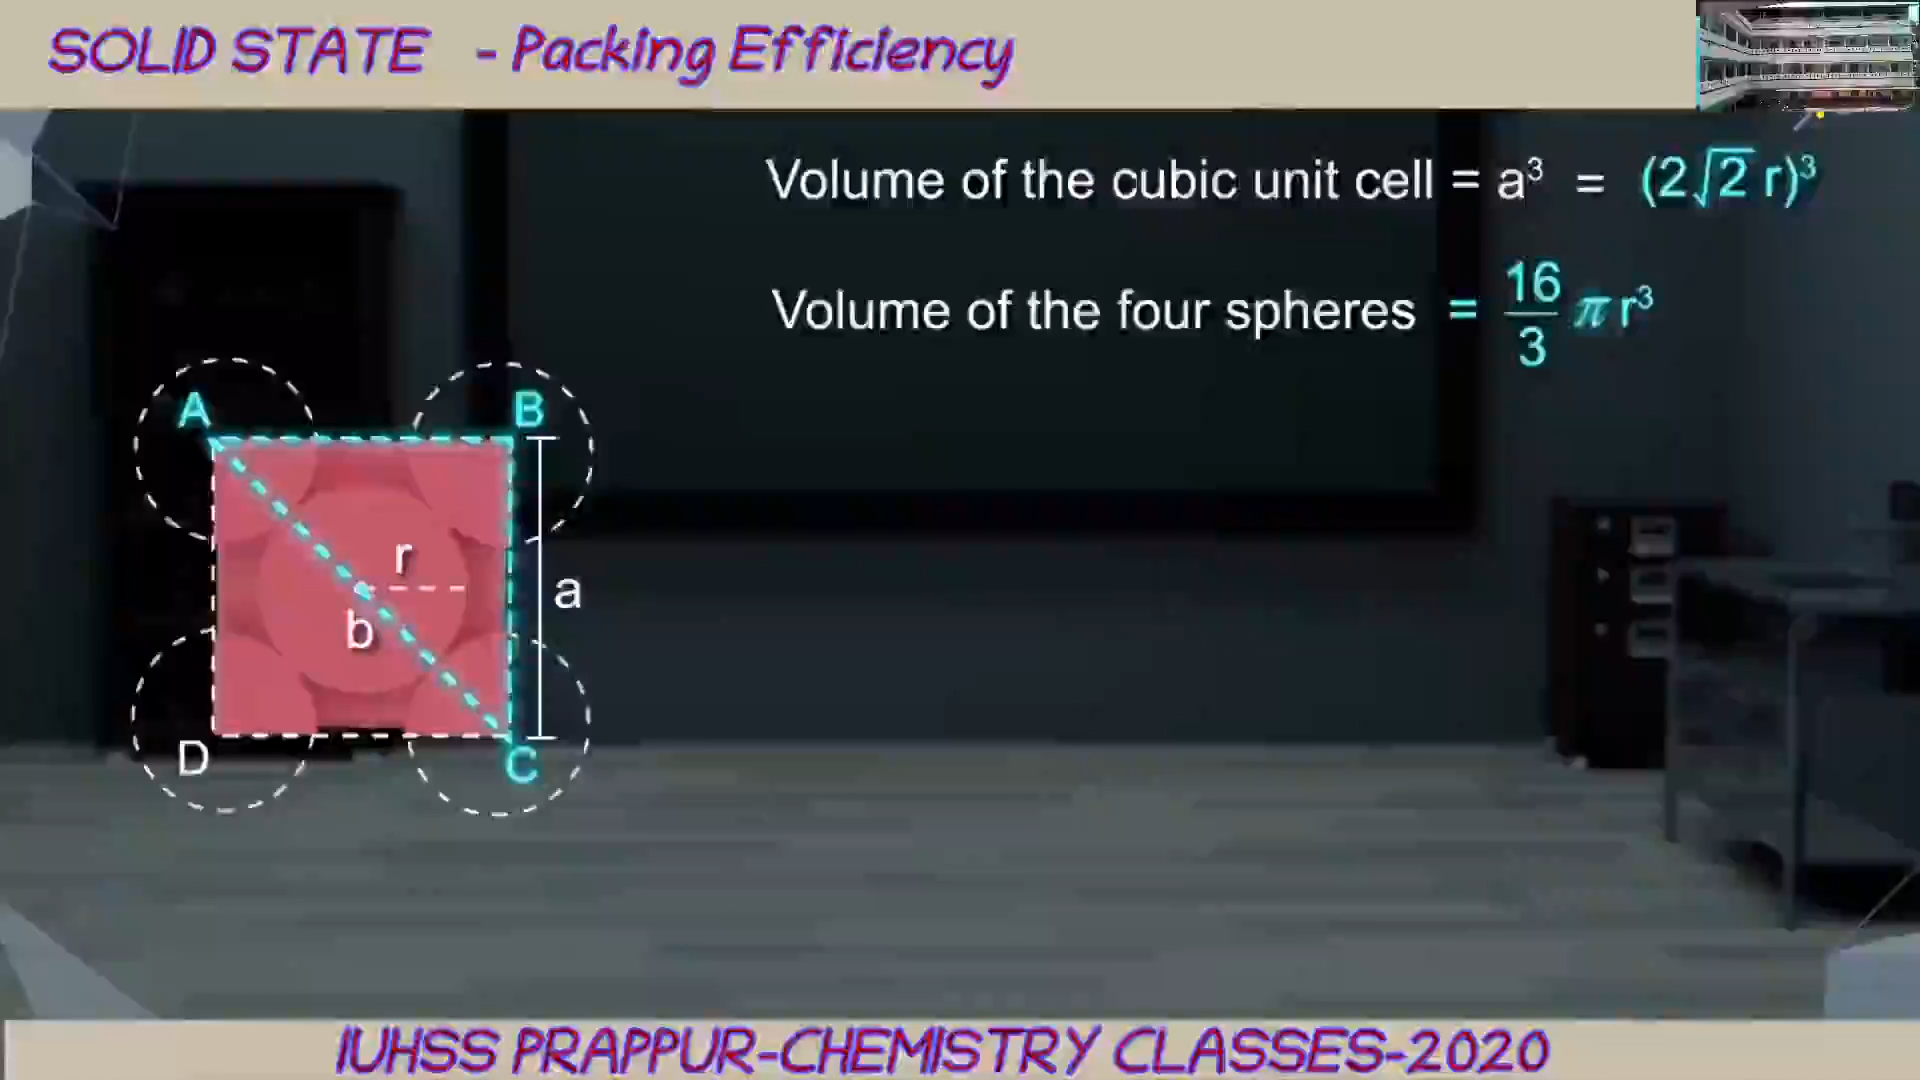 SOLID STATE - Packing Efficiency
Volume of the cubic unit cell = a³ = (2√2 r)³
Volume of the four spheres = 16/3 π r³
A B
r
a
b
D C
IUHSS PRAPPUR-CHEMISTRY CLASSES-2020